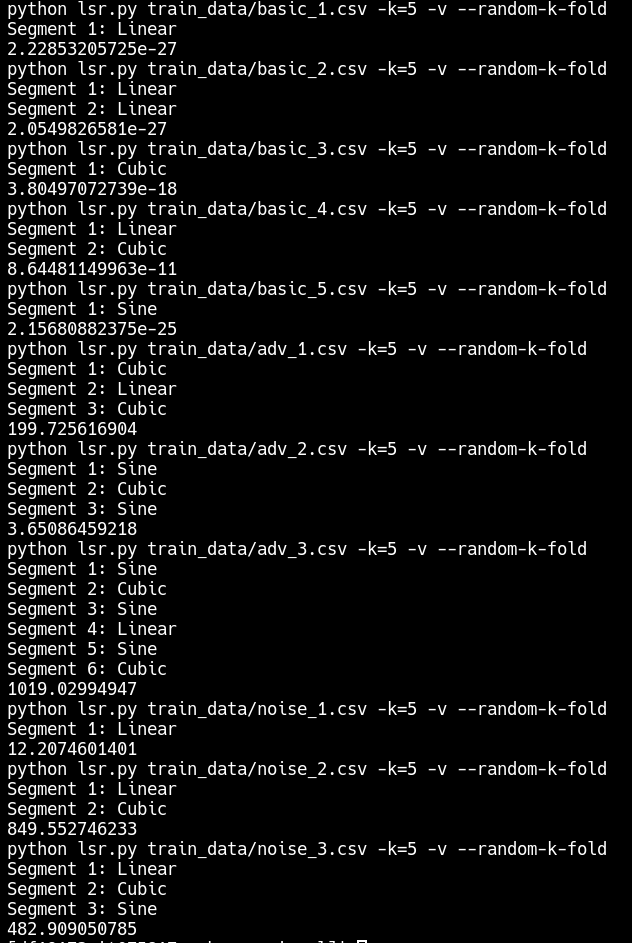 python lsr.py train_data/basic_1.csv -k=5 -v --random-k-fold
Segment 1: Linear
2.22853205725e-27
python lsr.py train_data/basic_2.csv -k=5 -v --random-k-fold
Segment 1: Linear
Segment 2: Linear
2.0549826581e-27
python lsr.py train_data/basic_3.csv -k=5 -v --random-k-fold
Segment 1: Cubic
3.80497072739e-18
python lsr.py train_data/basic_4.csv -k=5 -v --random-k-fold
Segment 1: Linear
Segment 2: Cubic
8.64481149963e-11
python lsr.py train_data/basic_5.csv -k=5 -v --random-k-fold
Segment 1: Sine
2.15680882375e-25
python lsr.py train_data/adv_1.csv -k=5 -v --random-k-fold
Segment 1: Cubic
Segment 2: Linear
Segment 3: Cubic
199.725616904
python lsr.py train_data/adv_2.csv -k=5 -v --random-k-fold
Segment 1: Sine
Segment 2: Cubic
Segment 3: Sine
3.65086459218
python lsr.py train_data/adv_3.csv -k=5 -v --random-k-fold
Segment 1: Sine
Segment 2: Cubic
Segment 3: Sine
Segment 4: Linear
Segment 5: Sine
Segment 6: Cubic
1019.02994947
python lsr.py train_data/noise_1.csv -k=5 -v --random-k-fold
Segment 1: Linear
12.2074601401
python lsr.py train_data/noise_2.csv -k=5 -v --random-k-fold
Segment 1: Linear
Segment 2: Cubic
849.552746233
python lsr.py train_data/noise_3.csv -k=5 -v --random-k-fold
Segment 1: Linear
Segment 2: Cubic
Segment 3: Sine
482.909050785